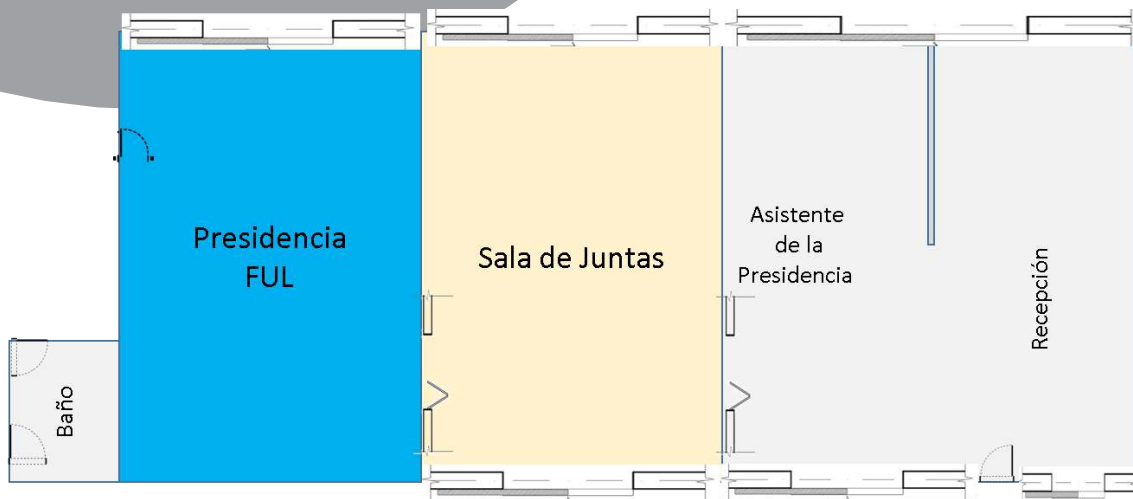 Presidencia
FUL
Sala de Juntas
Asistente
de la
Presidencia
Recepción
Baño